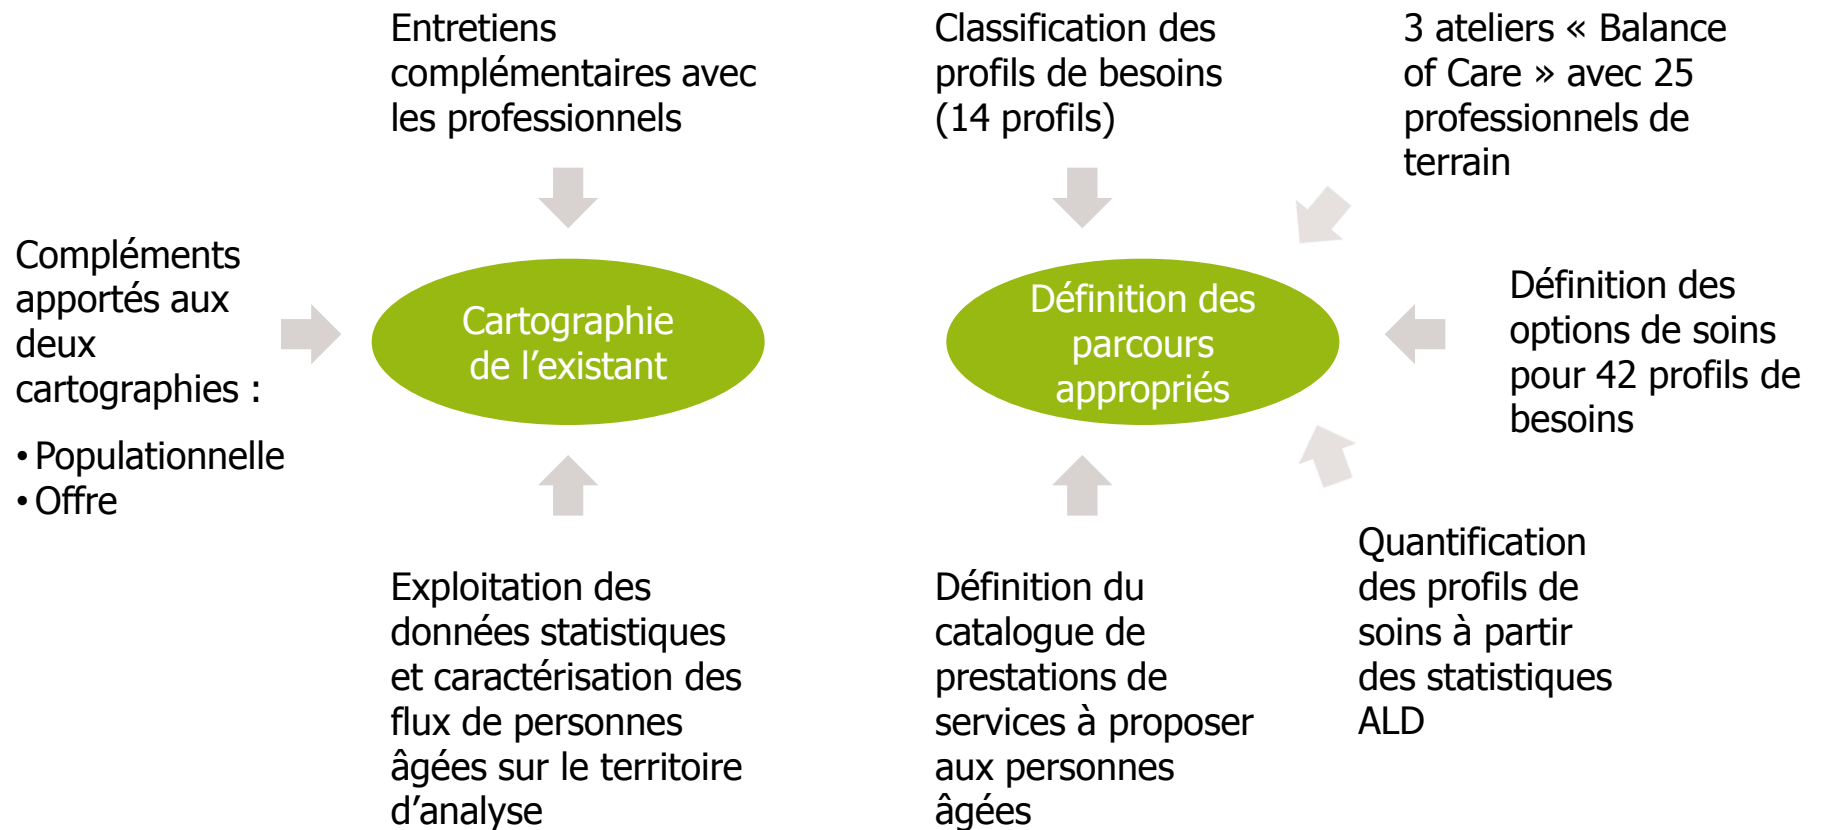 Entretiens
complémentaires avec
les professionnels
Classification des
profils de besoins
(14 profils)
3 ateliers « Balance
of Care » avec 25
professionnels de
terrain
Compléments
apportés aux
deux
cartographies :
• Populationnelle
• Offre
Cartographie
de l’existant
Définition des
parcours
appropriés
Définition des
options de soins
pour 42 profils de
besoins
Exploitation des
données statistiques
et caractérisation des
flux de personnes
âgées sur le territoire
d’analyse
Définition du
catalogue de
prestations de
services à proposer
aux personnes
âgées
Quantification
des profils de
soins à partir
des statistiques
ALD